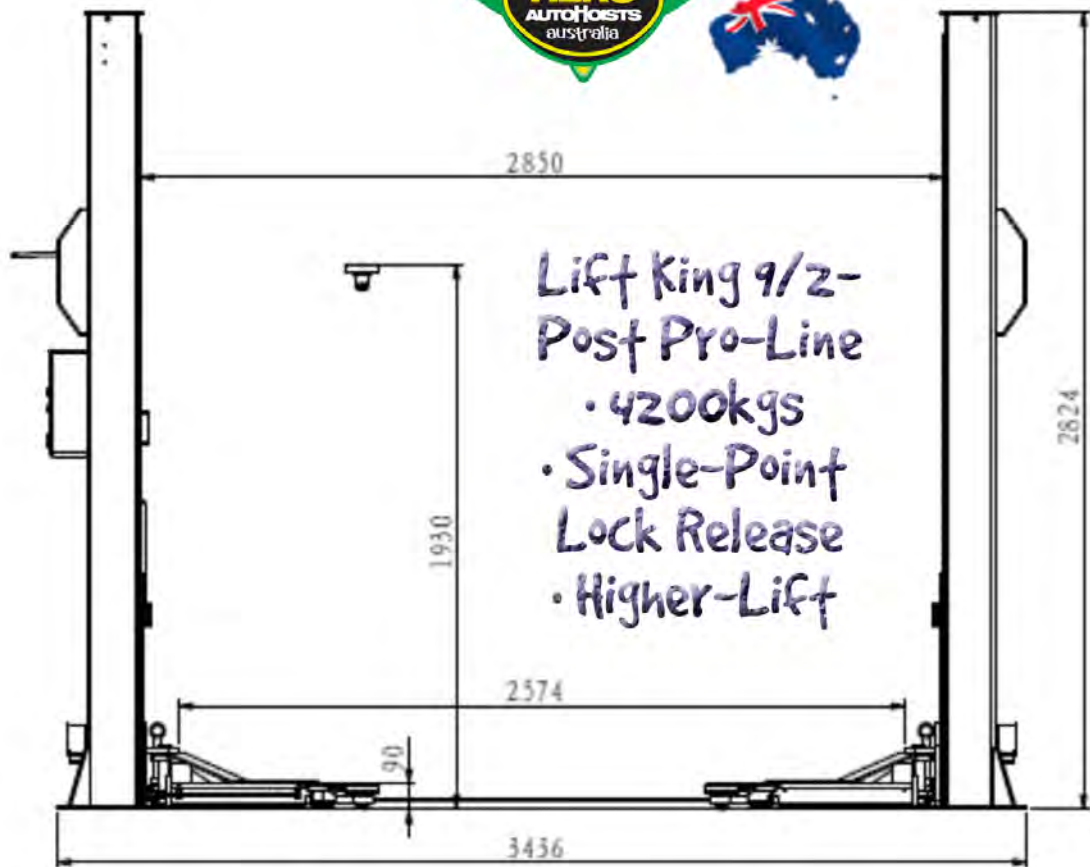 AUTOHOISTS
australia
2850
Lift King 9/2-
Post Pro-Line
• 4200kgs
• Single-Point
Lock Release
• Higher-Lift
2824
1930
2574
90
3436